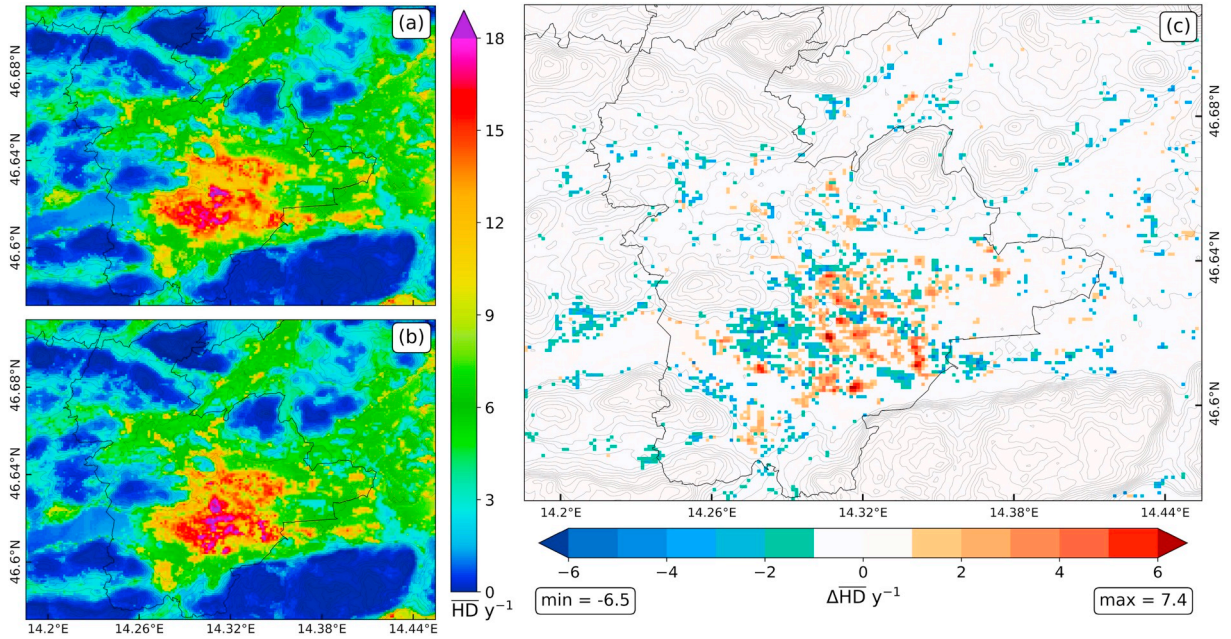 (a)
46.68°N
46.64°N
46.6°N
(b)
46.68°N
46.64°N
46.6°N
14.2°E 14.26°E 14.32°E 14.38°E 14.44°E
18
15
12
9
6
3
0
HD y⁻¹
(c)
46.68°N
46.64°N
46.6°N
14.2°E 14.26°E 14.32°E 14.38°E 14.44°E
−6 −4 −2 0 2 4 6
min = -6.5
ΔHD y⁻¹
max = 7.4